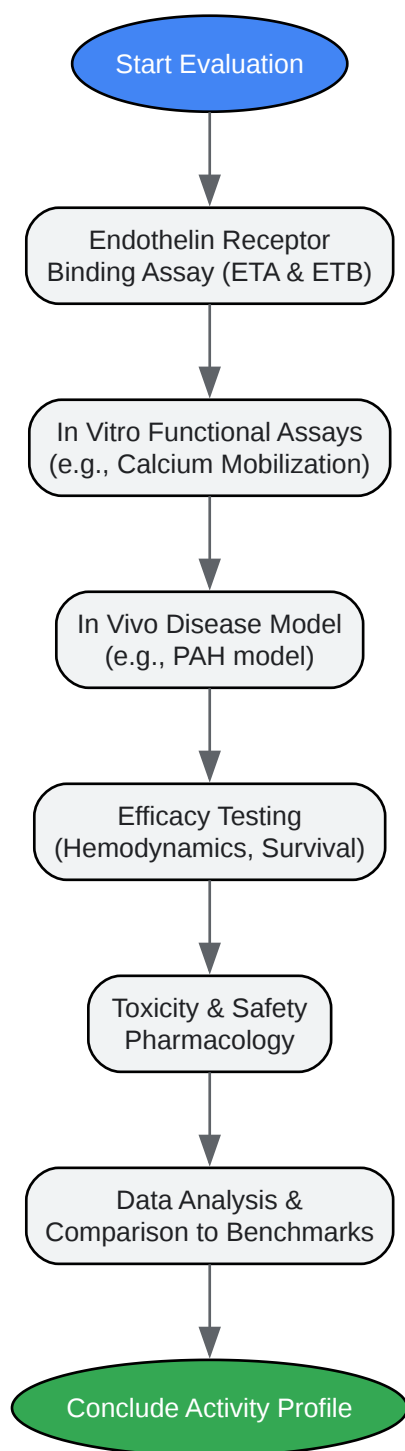 Start Evaluation
Endothelin Receptor
Binding Assay (ETA & ETB)
In Vitro Functional Assays
(e.g., Calcium Mobilization)
In Vivo Disease Model
(e.g., PAH model)
Efficacy Testing
(Hemodynamics, Survival)
Toxicity & Safety
Pharmacology
Data Analysis &
Comparison to Benchmarks
Conclude Activity Profile